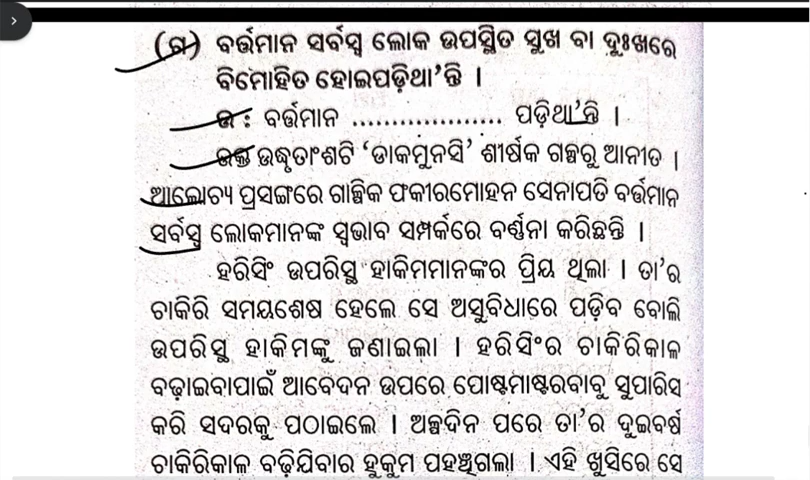 (ଗ) ବର୍ତ୍ତମାନ ସର୍ବସ୍ୱ ଲୋକ ଉପସ୍ଥିତ ସୁଖ ବା ଦୁଃଖରେ
ବିମୋହିତ ହୋଇପଡ଼ିଥା'ନ୍ତି ।
ଉ : ବର୍ତ୍ତମାନ ................... ପଡ଼ିଥା'ନ୍ତି ।
ଉକ୍ତ ଉଦ୍ଧୃତାଂଶଟି 'ଡାକମୁନସି' ଶୀର୍ଷକ ଗଳ୍ପରୁ ଆନୀତ ।
ଆଲୋଚ୍ୟ ପ୍ରସଙ୍ଗରେ ଗାଳ୍ପିକ ଫକୀରମୋହନ ସେନାପତି ବର୍ତ୍ତମାନ
ସର୍ବସ୍ୱ ଲୋକମାନଙ୍କ ସ୍ୱଭାବ ସମ୍ପର୍କରେ ବର୍ଣ୍ଣନା କରିଛନ୍ତି ।
ହରିସିଂ ଉପରିସ୍ଥ ହାକିମମାନଙ୍କର ପ୍ରିୟ ଥିଲା । ତା'ର
ଚାକିରି ସମୟଶେଷ ହେଲେ ସେ ଅସୁବିଧାରେ ପଡ଼ିବ ବୋଲି
ଉପରିସ୍ଥ ହାକିମଙ୍କୁ ଜଣାଇଲା । ହରିସିଂର ଚାକିରିକାଳ
ବଢ଼ାଇବାପାଇଁ ଆବେଦନ ଉପରେ ପୋଷ୍ଟମାଷ୍ଟରବାବୁ ସୁପାରିସ
କରି ସଦରକୁ ପଠାଇଲେ । ଅଳ୍ପଦିନ ପରେ ତା'ର ଦୁଇବର୍ଷ
ଚାକିରିକାଳ ବଢ଼ିଯିବାର ହୁକୁମ ପହଞ୍ଚିଗଲା । ଏହି ଖୁସିରେ ସେ